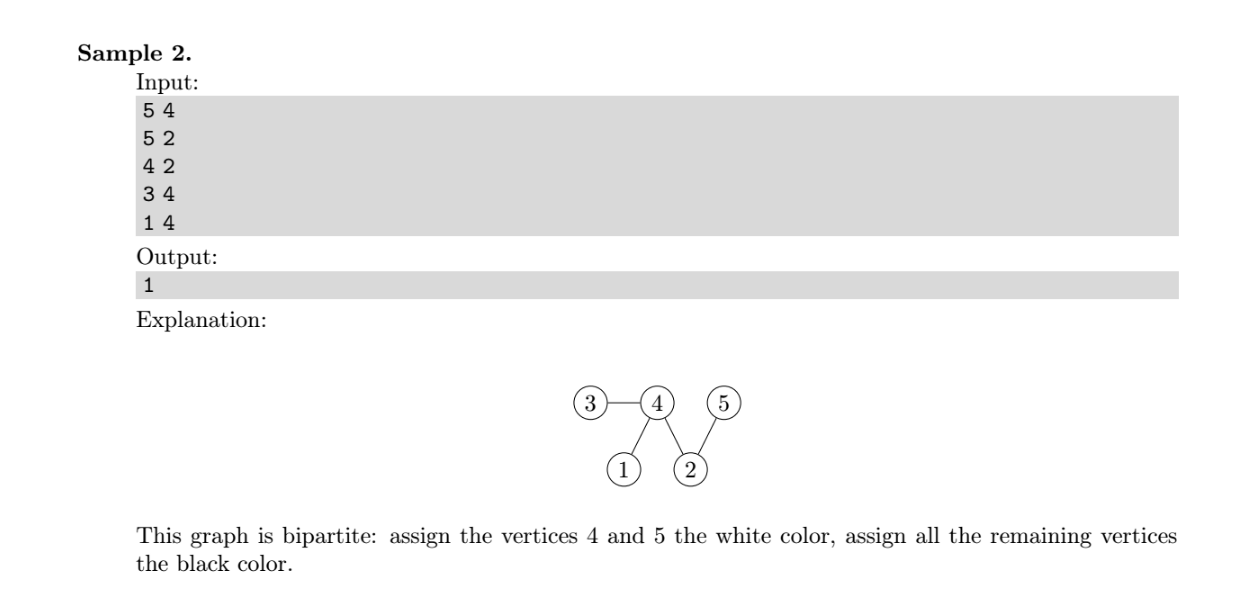 Sample 2.
Input:
5 4
5 2
4 2
3 4
1 4
Output:
1
Explanation:
3 4 5
1 2
This graph is bipartite: assign the vertices 4 and 5 the white color, assign all the remaining vertices
the black color.